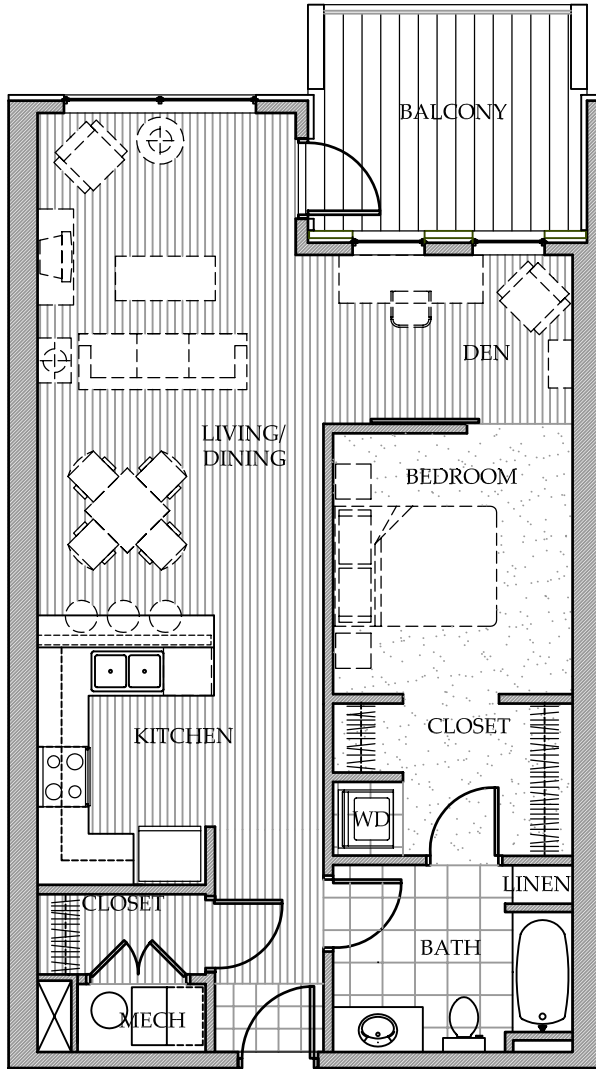 BALCONY
DEN
LIVING/
DINING
BEDROOM
KITCHEN
CLOSET
WD
LINEN
CLOSET
BATH
MECH